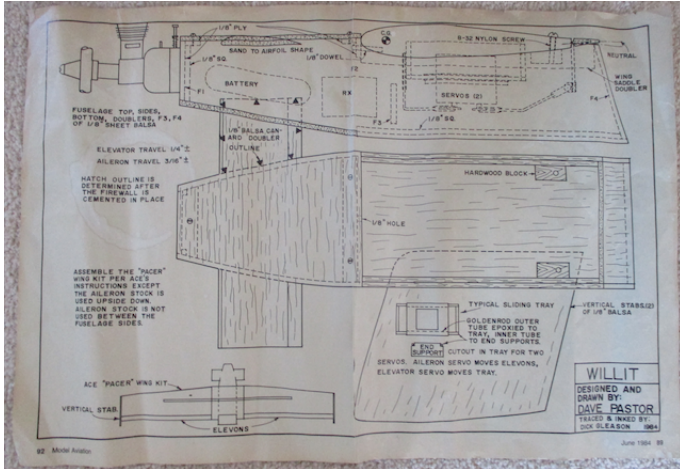 1/8" PLY
SAND TO AIRFOIL SHAPE
1/8" SQ.
1/8" DOWEL
C.G.
8-32 NYLON SCREW
NEUTRAL
BATTERY
RX
SERVOS (2)
WING
SADDLE
DOUBLER
F1
F3
F4
1/8" SQ.
FUSELAGE TOP, SIDES,
BOTTOM, DOUBLERS, F3, F4
OF 1/8" SHEET BALSA
1/8" BALSA CAN-
ARD DOUBLER
OUTLINE
ELEVATOR TRAVEL 1/4" ±
AILERON TRAVEL 3/16" ±
HATCH OUTLINE IS
DETERMINED AFTER
THE FIREWALL IS
CEMENTED IN PLACE
HARDWOOD BLOCK
1/8" HOLE
ASSEMBLE THE "PACER"
WING KIT PER ACE'S
INSTRUCTIONS EXCEPT
THE AILERON STOCK IS
USED UPSIDE DOWN.
AILERON STOCK IS NOT
USED BETWEEN THE
FUSELAGE SIDES.
TYPICAL SLIDING TRAY
GOLDENROD OUTER
TUBE EPOXIED TO
TRAY, INNER TUBE
TO END SUPPORTS.
END
SUPPORT
CUTOUT IN TRAY FOR TWO
SERVOS. AILERON SERVO MOVES ELEVONS,
ELEVATOR SERVO MOVES TRAY.
VERTICAL STABS.(2)
OF 1/8" BALSA
ACE "PACER" WING KIT
VERTICAL STAB.
ELEVONS
WILLIT
DESIGNED AND
DRAWN BY:
DAVE PASTOR
TRACED & INKED BY:
DICK GLEASON 1984
92 Model Aviation
June 1984